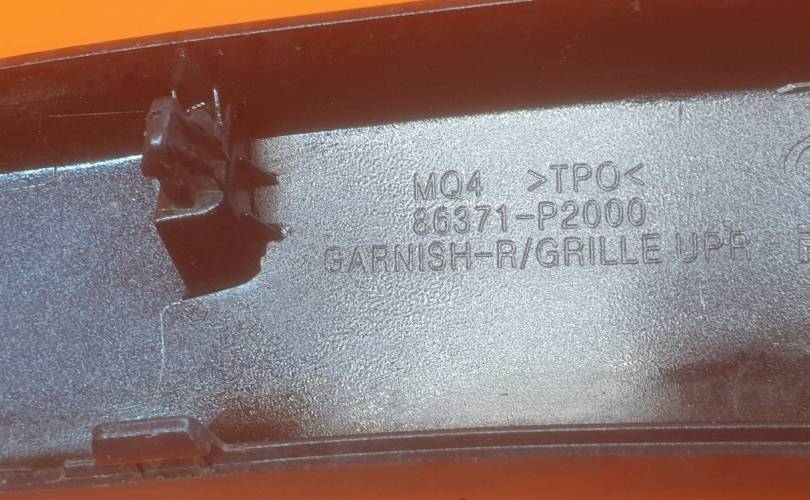 MQ4 >TPO<
86371-P2000
GARNISH-R/GRILLE UPR